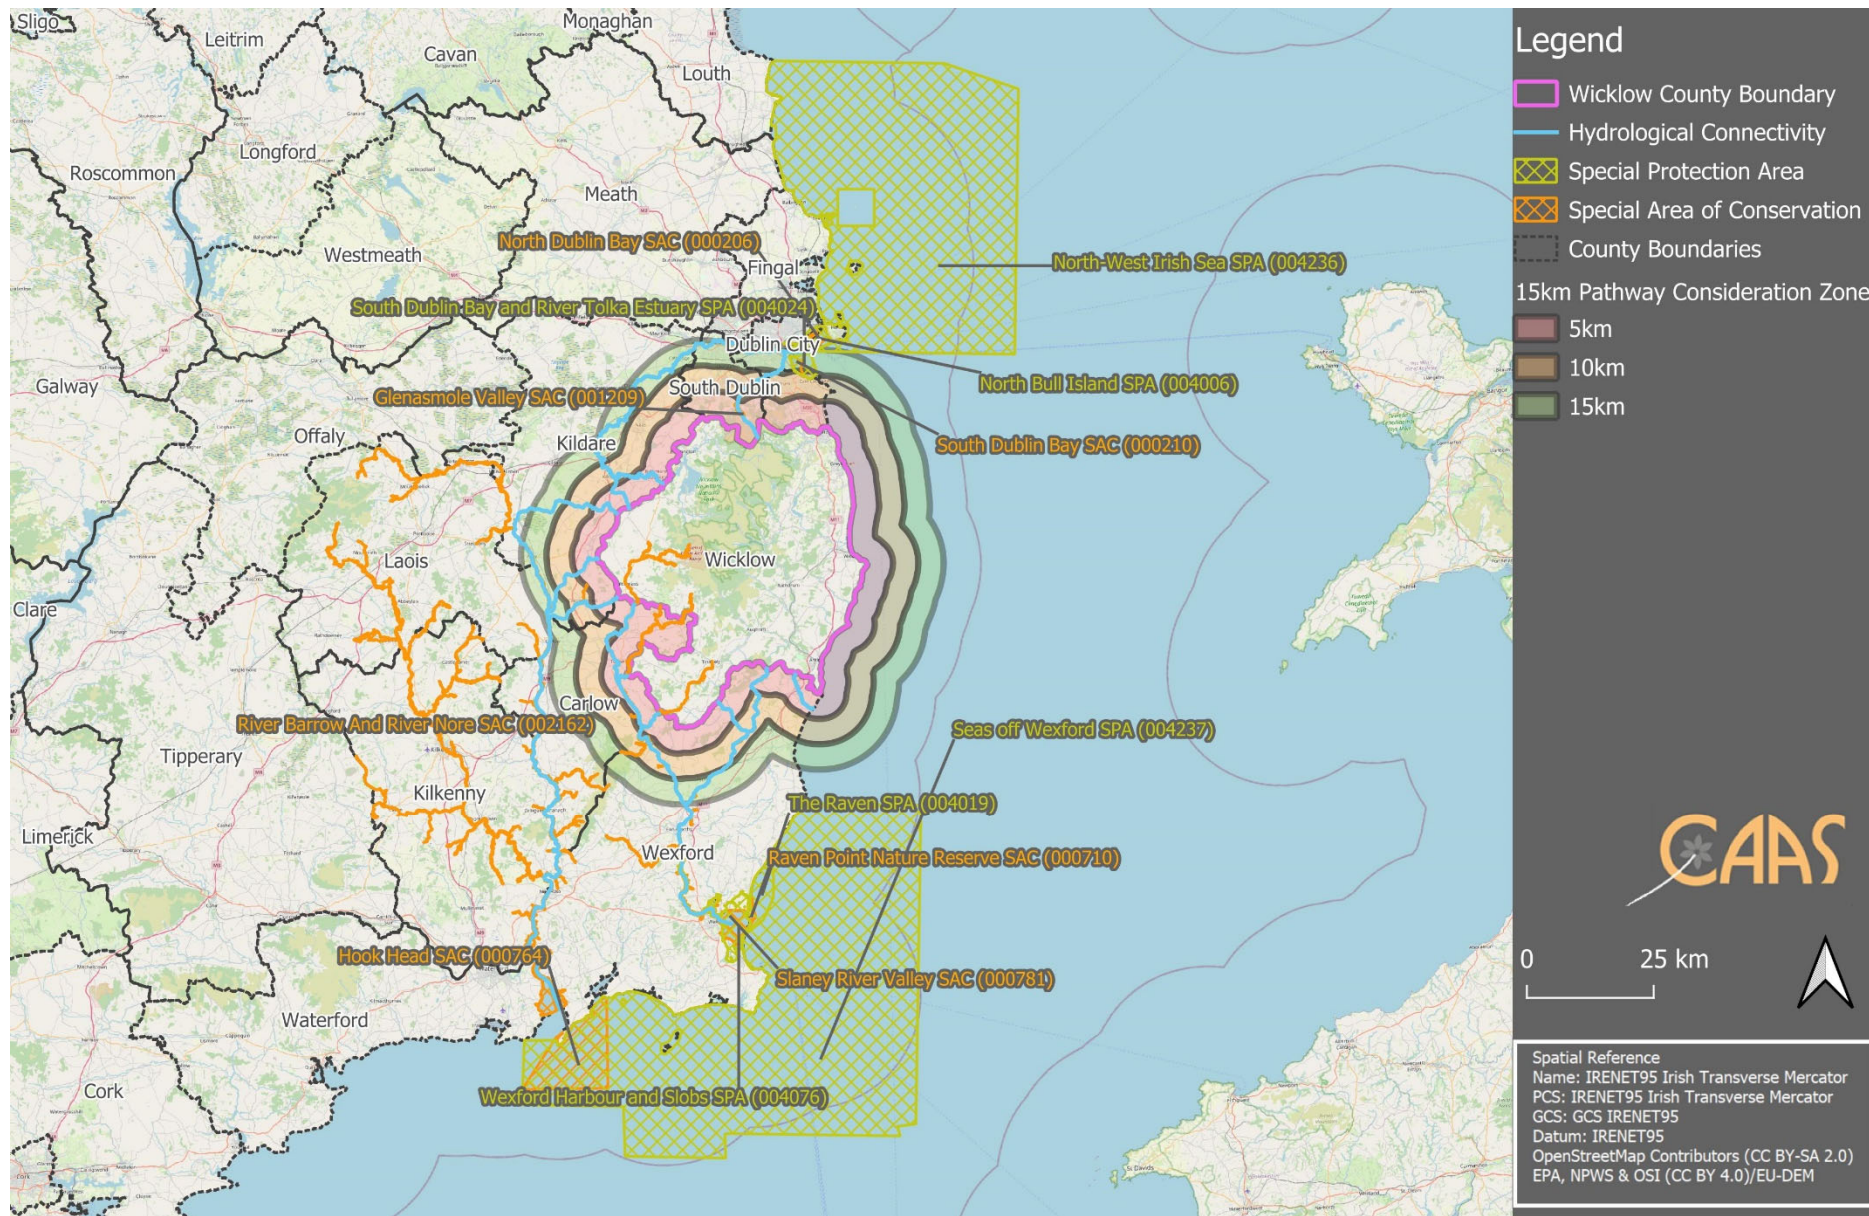 Sligo
Leitrim
Monaghan
Cavan
Louth
Longford
Roscommon
Meath
Westmeath
North Dublin Bay SAC (000206)
Fingal
North-West Irish Sea SPA (004236)
South Dublin Bay and River Tolka Estuary SPA (004024)
Dublin City
Galway
South Dublin
North Bull Island SPA (004006)
Glenasmole Valley SAC (001209)
Offaly
Kildare
South Dublin Bay SAC (000210)
Laois
Wicklow
Clare
Carlow
River Barrow And River Nore SAC (002162)
Seas off Wexford SPA (004237)
Tipperary
Kilkenny
The Raven SPA (004019)
Limerick
Wexford
Raven Point Nature Reserve SAC (000710)
Hook Head SAC (000764)
Slaney River Valley SAC (000781)
Waterford
Cork
Wexford Harbour and Slobs SPA (004076)
St Davids
Legend
Wicklow County Boundary
Hydrological Connectivity
Special Protection Area
Special Area of Conservation
County Boundaries
15km Pathway Consideration Zone
5km
10km
15km
CAAS
0 25 km
Spatial Reference
Name: IRENET95 Irish Transverse Mercator
PCS: IRENET95 Irish Transverse Mercator
GCS: GCS IRENET95
Datum: IRENET95
OpenStreetMap Contributors (CC BY-SA 2.0)
EPA, NPWS & OSI (CC BY 4.0)/EU-DEM